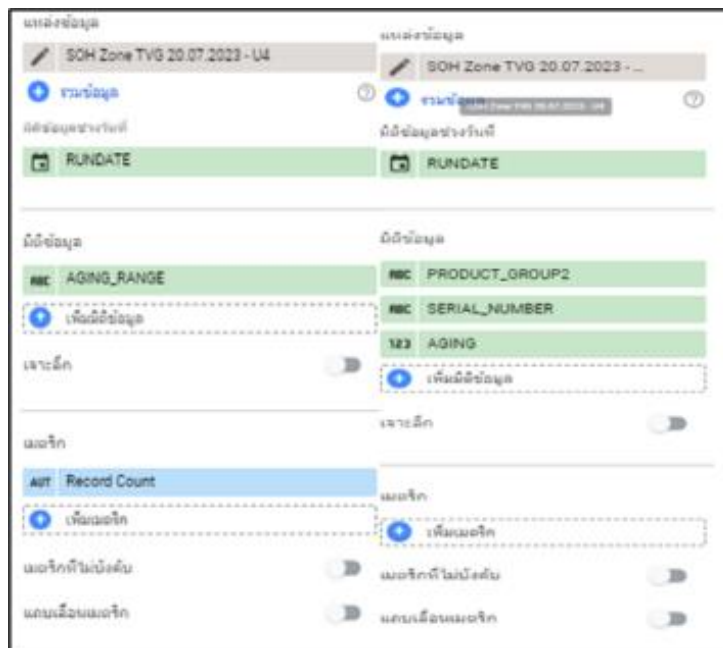 แหล่งข้อมูล
SOH Zone TVG 20.07.2023 - U4
รวมข้อมูล
มิติข้อมูลช่วงวันที่
RUNDATE
มิติข้อมูล
ABC AGING_RANGE
เพิ่มมิติข้อมูล
เจาะลึก
เมตริก
AUT Record Count
เพิ่มเมตริก
เมตริกที่ไม่บังคับ
แถบเลื่อนเมตริก
แหล่งข้อมูล
SOH Zone TVG 20.07.2023 - ...
รวมข้อมูล
SOH Zone TVG 20.07.2023 - U4
มิติข้อมูลช่วงวันที่
RUNDATE
มิติข้อมูล
ABC PRODUCT_GROUP2
ABC SERIAL_NUMBER
123 AGING
เพิ่มมิติข้อมูล
เจาะลึก
เมตริก
เพิ่มเมตริก
เมตริกที่ไม่บังคับ
แถบเลื่อนเมตริก